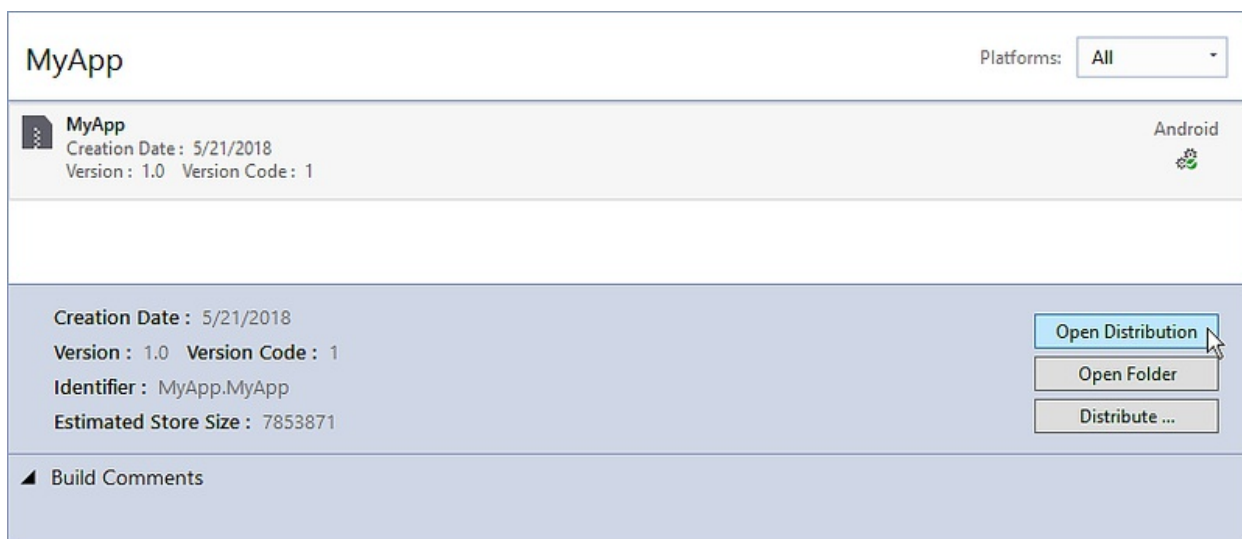 MyApp
Platforms: All
MyApp
Android
Creation Date : 5/21/2018
Version : 1.0 Version Code : 1
Creation Date : 5/21/2018
Version : 1.0 Version Code : 1
Identifier : MyApp.MyApp
Estimated Store Size : 7853871
Open Distribution
Open Folder
Distribute ...
Build Comments